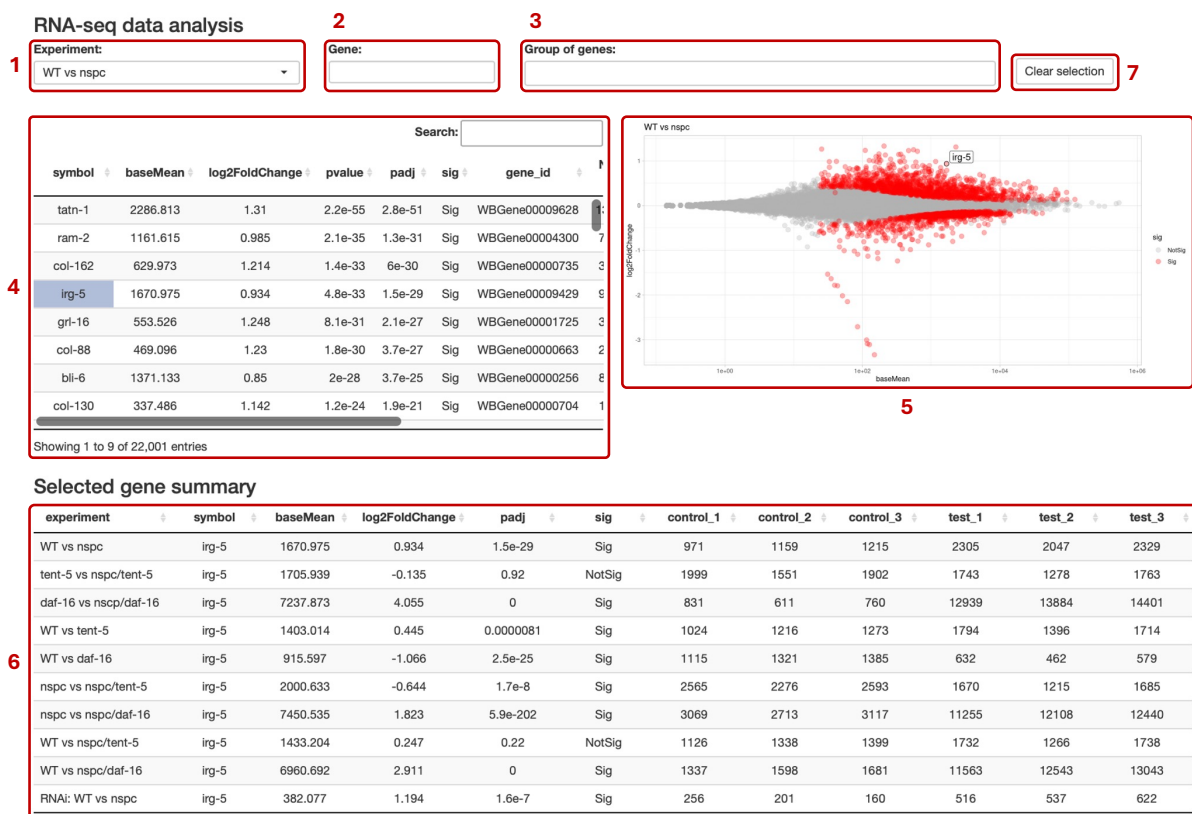 RNA-seq data analysis
1 Experiment: 2 Gene: 3 Group of genes:
WT vs nspc Clear selection 7
4
Search:
symbol baseMean log2FoldChange pvalue padj sig gene_id
tatn-1 2286.813 1.31 2.2e-55 2.8e-51 Sig WBGene00009628
ram-2 1161.615 0.985 2.1e-35 1.3e-31 Sig WBGene00004300 7
col-162 629.973 1.214 1.4e-33 6e-30 Sig WBGene00000735 3
irg-5 1670.975 0.934 4.8e-33 1.5e-29 Sig WBGene00009429 9
grl-16 553.526 1.248 8.1e-31 2.1e-27 Sig WBGene00001725 3
col-88 469.096 1.23 1.8e-30 3.7e-27 Sig WBGene00000663 2
bli-6 1371.133 0.85 2e-28 3.7e-25 Sig WBGene00000256 8
col-130 337.486 1.142 1.2e-24 1.9e-21 Sig WBGene00000704 1
Showing 1 to 9 of 22,001 entries
WT vs nspc
irg-5
1
0
-1
-2
-3
log2FoldChange
1e+00 1e+02 1e+04 1e+06
baseMean
sig
NotSig
Sig
5
Selected gene summary
6
experiment symbol baseMean log2FoldChange padj sig control_1 control_2 control_3 test_1 test_2 test_3
WT vs nspc irg-5 1670.975 0.934 1.5e-29 Sig 971 1159 1215 2305 2047 2329
tent-5 vs nspc/tent-5 irg-5 1705.939 -0.135 0.92 NotSig 1999 1551 1902 1743 1278 1763
daf-16 vs nscp/daf-16 irg-5 7237.873 4.055 0 Sig 831 611 760 12939 13884 14401
WT vs tent-5 irg-5 1403.014 0.445 0.0000081 Sig 1024 1216 1273 1794 1396 1714
WT vs daf-16 irg-5 915.597 -1.066 2.5e-25 Sig 1115 1321 1385 632 462 579
nspc vs nspc/tent-5 irg-5 2000.633 -0.644 1.7e-8 Sig 2565 2276 2593 1670 1215 1685
nspc vs nspc/daf-16 irg-5 7450.535 1.823 5.9e-202 Sig 3069 2713 3117 11255 12108 12440
WT vs nspc/tent-5 irg-5 1433.204 0.247 0.22 NotSig 1126 1338 1399 1732 1266 1738
WT vs nspc/daf-16 irg-5 6960.692 2.911 0 Sig 1337 1598 1681 11563 12543 13043
RNAi: WT vs nspc irg-5 382.077 1.194 1.6e-7 Sig 256 201 160 516 537 622